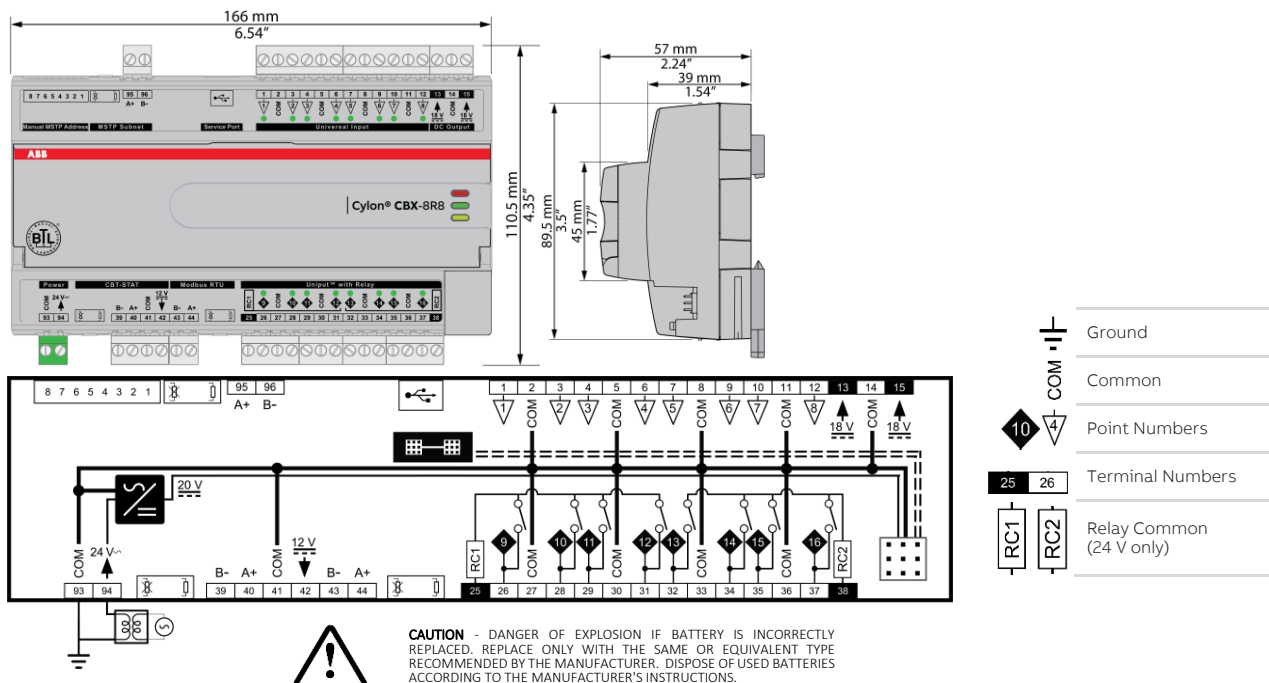 166 mm
6.54"
8 7 6 5 4 3 2 1
95 96
A+ B-
1 2 3 4 5 6 7 8 9 10 11 12 13 14 15
COM COM COM COM COM
18 V 18 V
Manual MSTP Address MSTP Subnet Service Port Universal Input DC Output
ABB
Cylon® CBX-8R8
BTL
Power CBT-STAT Modbus RTU Uniput™ with Relay
COM 24 V~ B- A+ COM 12 V B- A+ RC1 9 COM 10 11 COM 12 13 COM 14 15 COM 16 RC2
93 94 39 40 41 42 43 44 25 26 27 28 29 30 31 32 33 34 35 36 37 38
110.5 mm
4.35"
57 mm
2.24"
39 mm
1.54"
89.5 mm
3.5"
45 mm
1.77"
8 7 6 5 4 3 2 1
95 96
A+ B-
1 2 3 4 5 6 7 8 9 10 11 12 13 14 15
1 COM 2 3 COM 4 5 COM 6 7 COM 8 18 V COM 18 V
20 V
COM 24 V~
B- A+ COM 12 V B- A+
RC1 9 COM 10 11 COM 12 13 COM 14 15 COM 16 RC2
93 94 39 40 41 42 43 44 25 26 27 28 29 30 31 32 33 34 35 36 37 38
Ground
COM Common
10 4 Point Numbers
25 26 Terminal Numbers
RC1 RC2 Relay Common
(24 V only)
CAUTION - DANGER OF EXPLOSION IF BATTERY IS INCORRECTLY
REPLACED. REPLACE ONLY WITH THE SAME OR EQUIVALENT TYPE
RECOMMENDED BY THE MANUFACTURER. DISPOSE OF USED BATTERIES
ACCORDING TO THE MANUFACTURER'S INSTRUCTIONS.